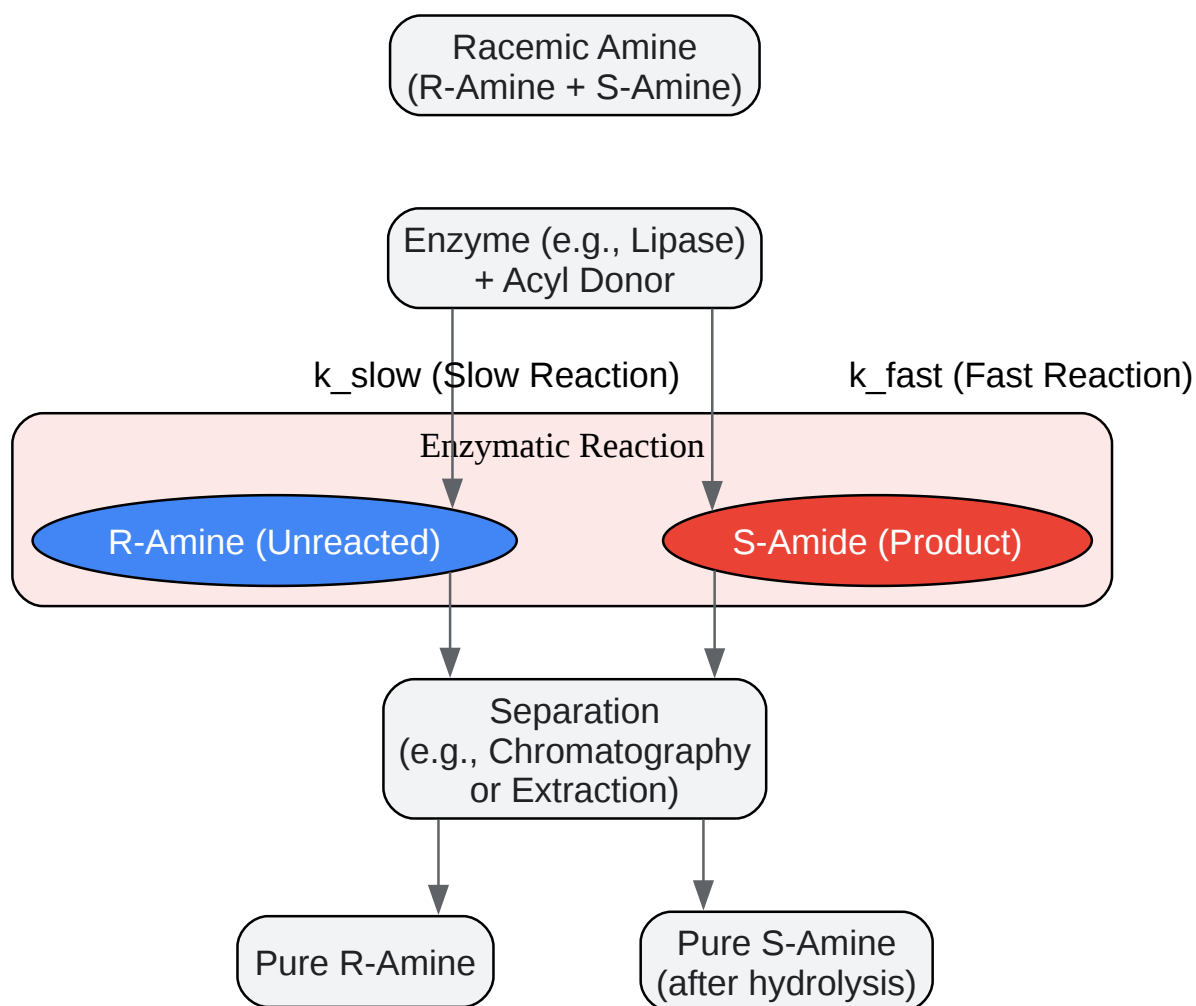 Racemic Amine
(R-Amine + S-Amine)
Enzyme (e.g., Lipase)
+ Acyl Donor
k_slow (Slow Reaction)
k_fast (Fast Reaction)
Enzymatic Reaction
R-Amine (Unreacted)
S-Amide (Product)
Separation
(e.g., Chromatography
or Extraction)
Pure R-Amine
Pure S-Amine
(after hydrolysis)